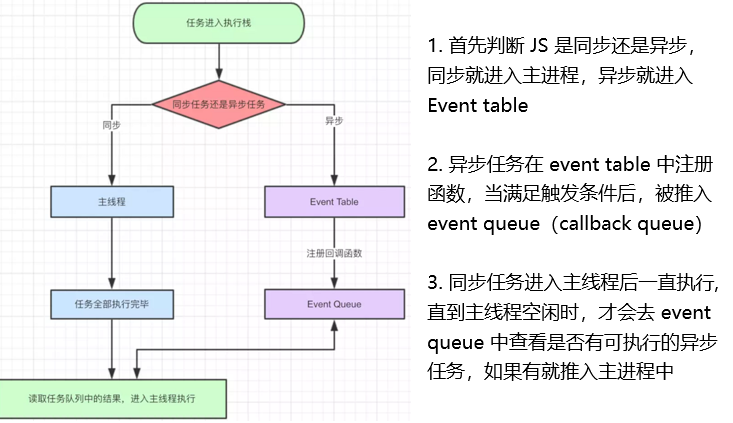 任务进入执行栈
同步任务还是异步任务
同步
异步
主线程
Event Table
注册回调函数
任务全部执行完毕
Event Queue
读取任务队列中的结果，进入主线程执行
1. 首先判断 JS 是同步还是异步，
同步就进入主进程，异步就进入
Event table
2. 异步任务在 event table 中注册
函数，当满足触发条件后，被推入
event queue（callback queue）
3. 同步任务进入主线程后一直执行,
直到主线程空闲时，才会去 event
queue 中查看是否有可执行的异步
任务，如果有就推入主进程中